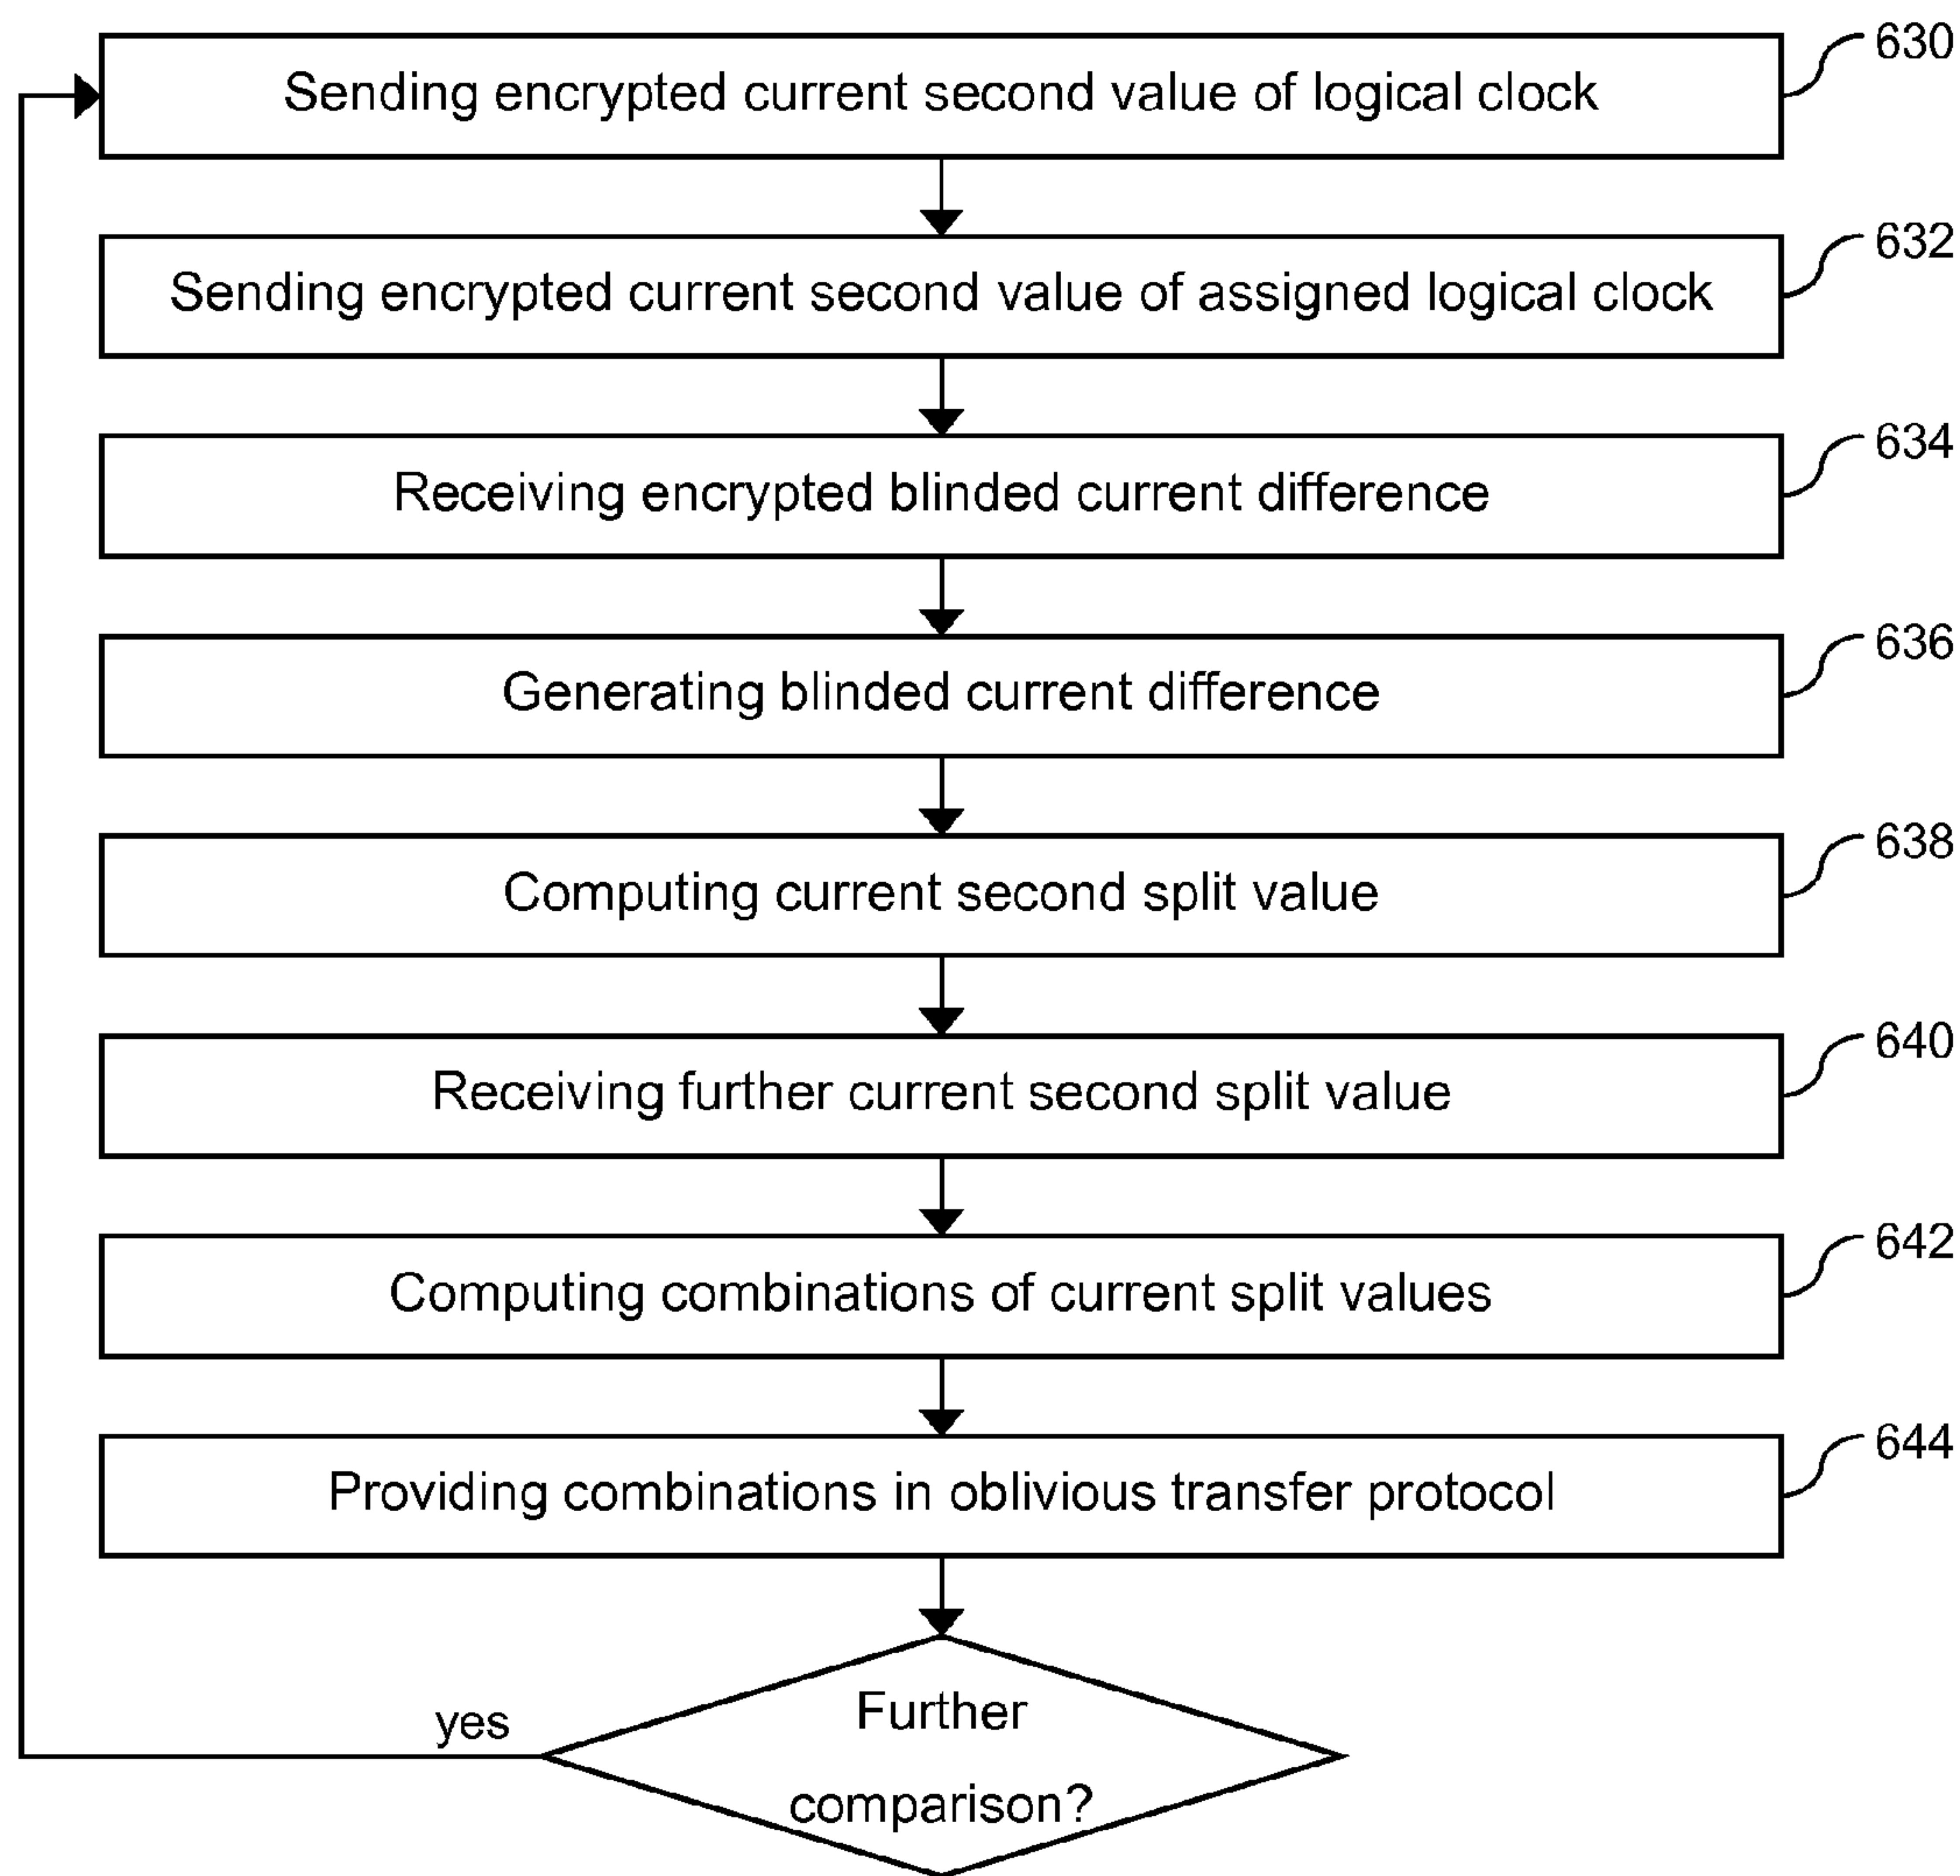 630
Sending encrypted current second value of logical clock
632
Sending encrypted current second value of assigned logical clock
634
Receiving encrypted blinded current difference
636
Generating blinded current difference
638
Computing current second split value
640
Receiving further current second split value
642
Computing combinations of current split values
644
Providing combinations in oblivious transfer protocol
yes
Further
comparison?